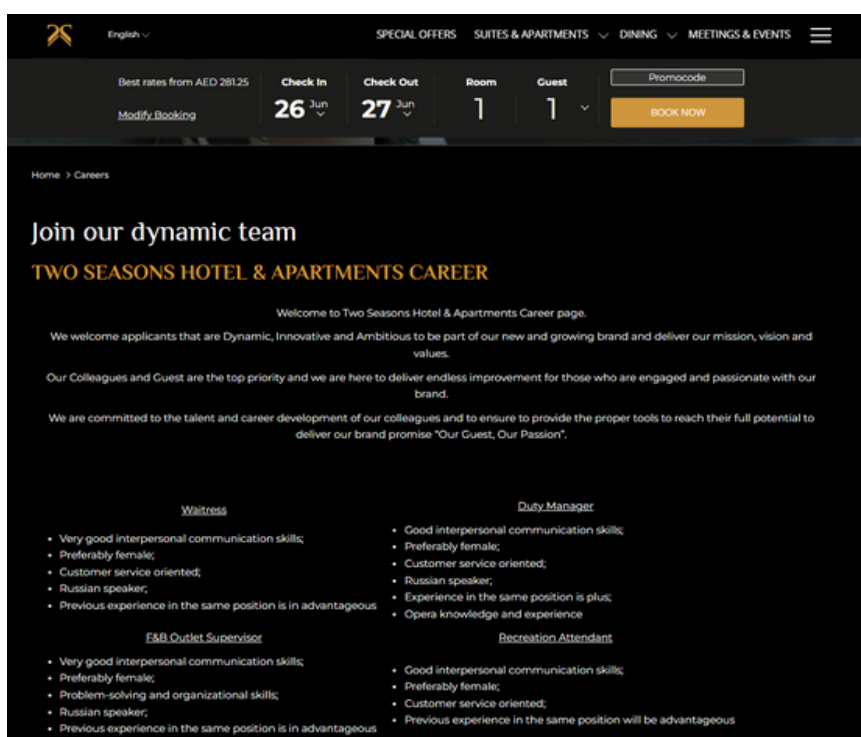 English
SPECIAL OFFERS SUITES & APARTMENTS DINING MEETINGS & EVENTS
Best rates from AED 281.25
Modify Booking
Check In
26 Jun
Check Out
27 Jun
Room
1
Guest
1
Promocode
BOOK NOW
Home > Careers
Join our dynamic team
TWO SEASONS HOTEL & APARTMENTS CAREER
Welcome to Two Seasons Hotel & Apartments Career page.
We welcome applicants that are Dynamic, Innovative and Ambitious to be part of our new and growing brand and deliver our mission, vision and
values.
Our Colleagues and Guest are the top priority and we are here to deliver endless improvement for those who are engaged and passionate with our
brand.
We are committed to the talent and career development of our colleagues and to ensure to provide the proper tools to reach their full potential to
deliver our brand promise "Our Guest, Our Passion".
Waitress
• Very good interpersonal communication skills;
• Preferably female;
• Customer service oriented;
• Russian speaker;
• Previous experience in the same position is in advantageous
Duty Manager
• Good interpersonal communication skills;
• Preferably female;
• Customer service oriented;
• Russian speaker;
• Experience in the same position is plus;
• Opera knowledge and experience
F&B Outlet Supervisor
• Very good interpersonal communication skills;
• Preferably female;
• Problem-solving and organizational skills;
• Russian speaker;
• Previous experience in the same position is in advantageous
Recreation Attendant
• Good interpersonal communication skills;
• Preferably female;
• Customer service oriented;
• Previous experience in the same position will be advantageous